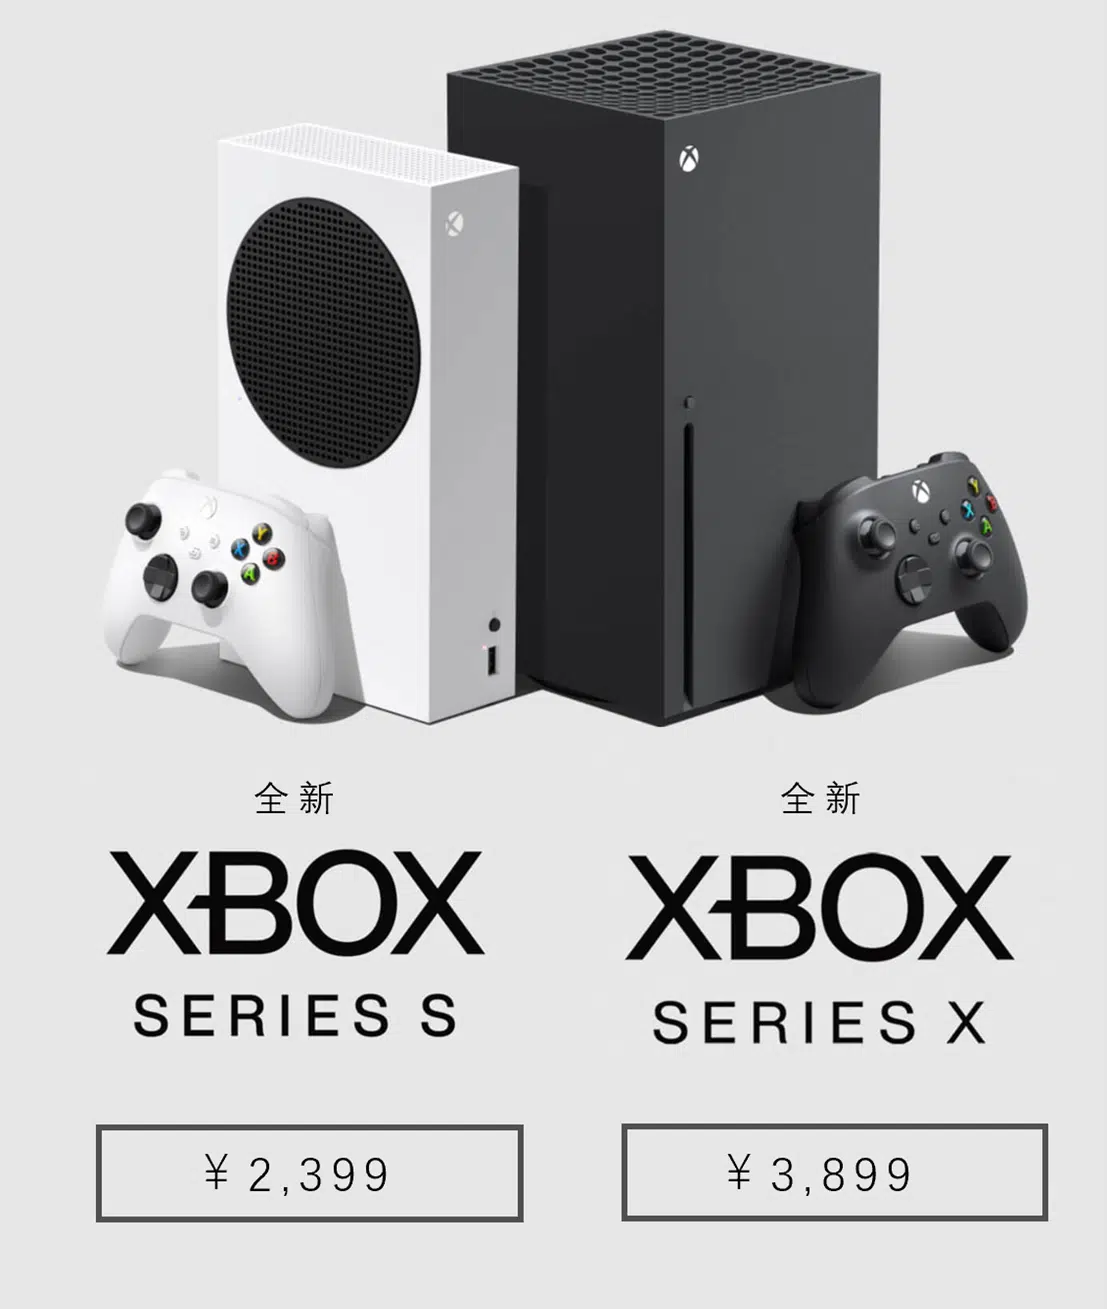 全新
XBOX
SERIES S
¥2,399
全新
XBOX
SERIES X
¥3,899